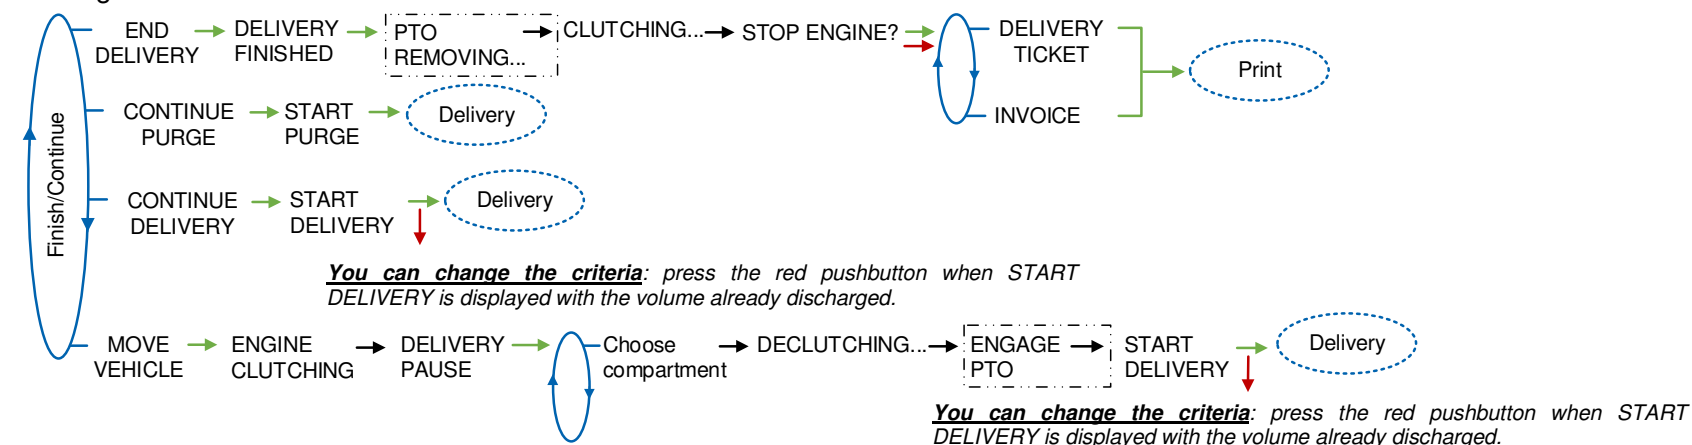 END
DELIVERY
DELIVERY
FINISHED
PTO
REMOVING...
CLUTCHING...
STOP ENGINE?
DELIVERY
TICKET
INVOICE
Print
Finish/Continue
CONTINUE
PURGE
START
PURGE
Delivery
CONTINUE
DELIVERY
START
DELIVERY
Delivery
You can change the criteria: press the red pushbutton when START
DELIVERY is displayed with the volume already discharged.
MOVE
VEHICLE
ENGINE
CLUTCHING
DELIVERY
PAUSE
Choose
compartment
DECLUTCHING...
ENGAGE
PTO
START
DELIVERY
Delivery
You can change the criteria: press the red pushbutton when START
DELIVERY is displayed with the volume already discharged.